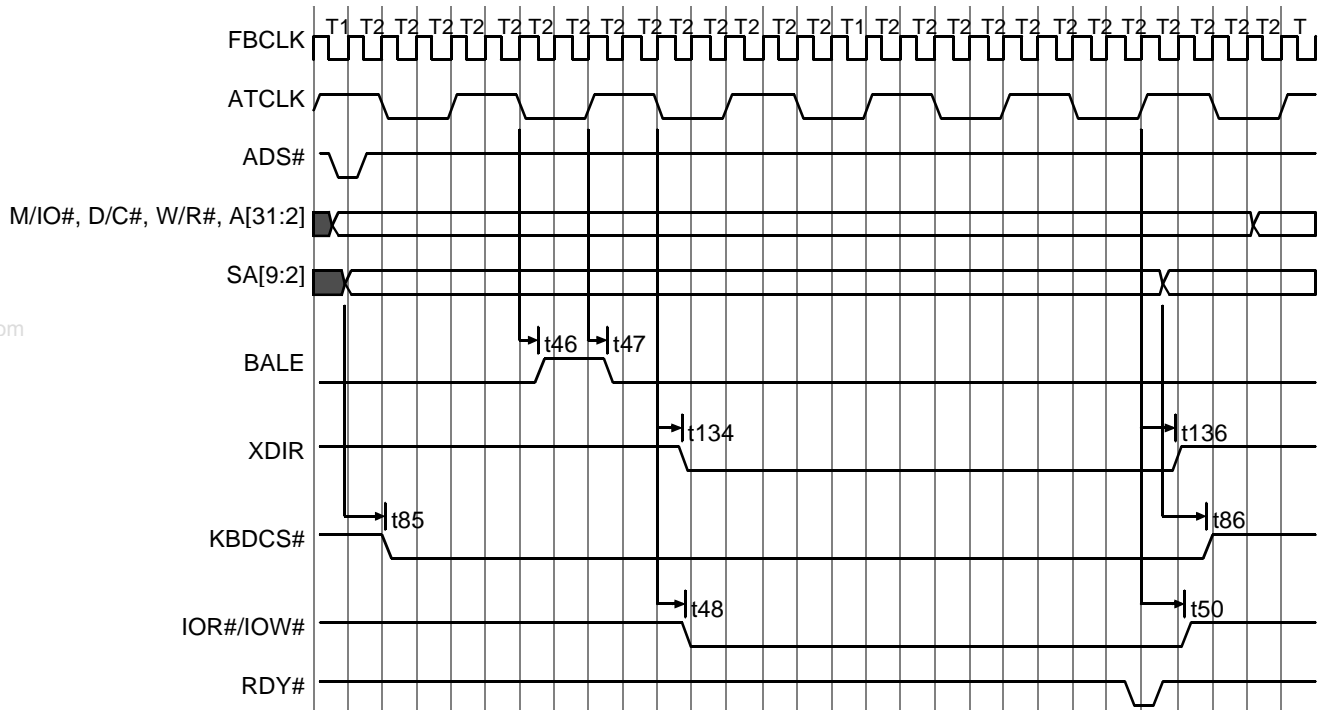 T1 T2 T2 T2 T2 T2 T2 T2 T2 T2 T2 T2 T2 T2 T2 T1 T2 T2 T2 T2 T2 T2 T2 T2 T2 T2 T2 T2 T
FBCLK
ATCLK
ADS#
M/IO#, D/C#, W/R#, A[31:2]
SA[9:2]
om
t46 t47
BALE
t134 t136
XDIR
t85 t86
KBDCS#
t48 t50
IOR#/IOW#
RDY#